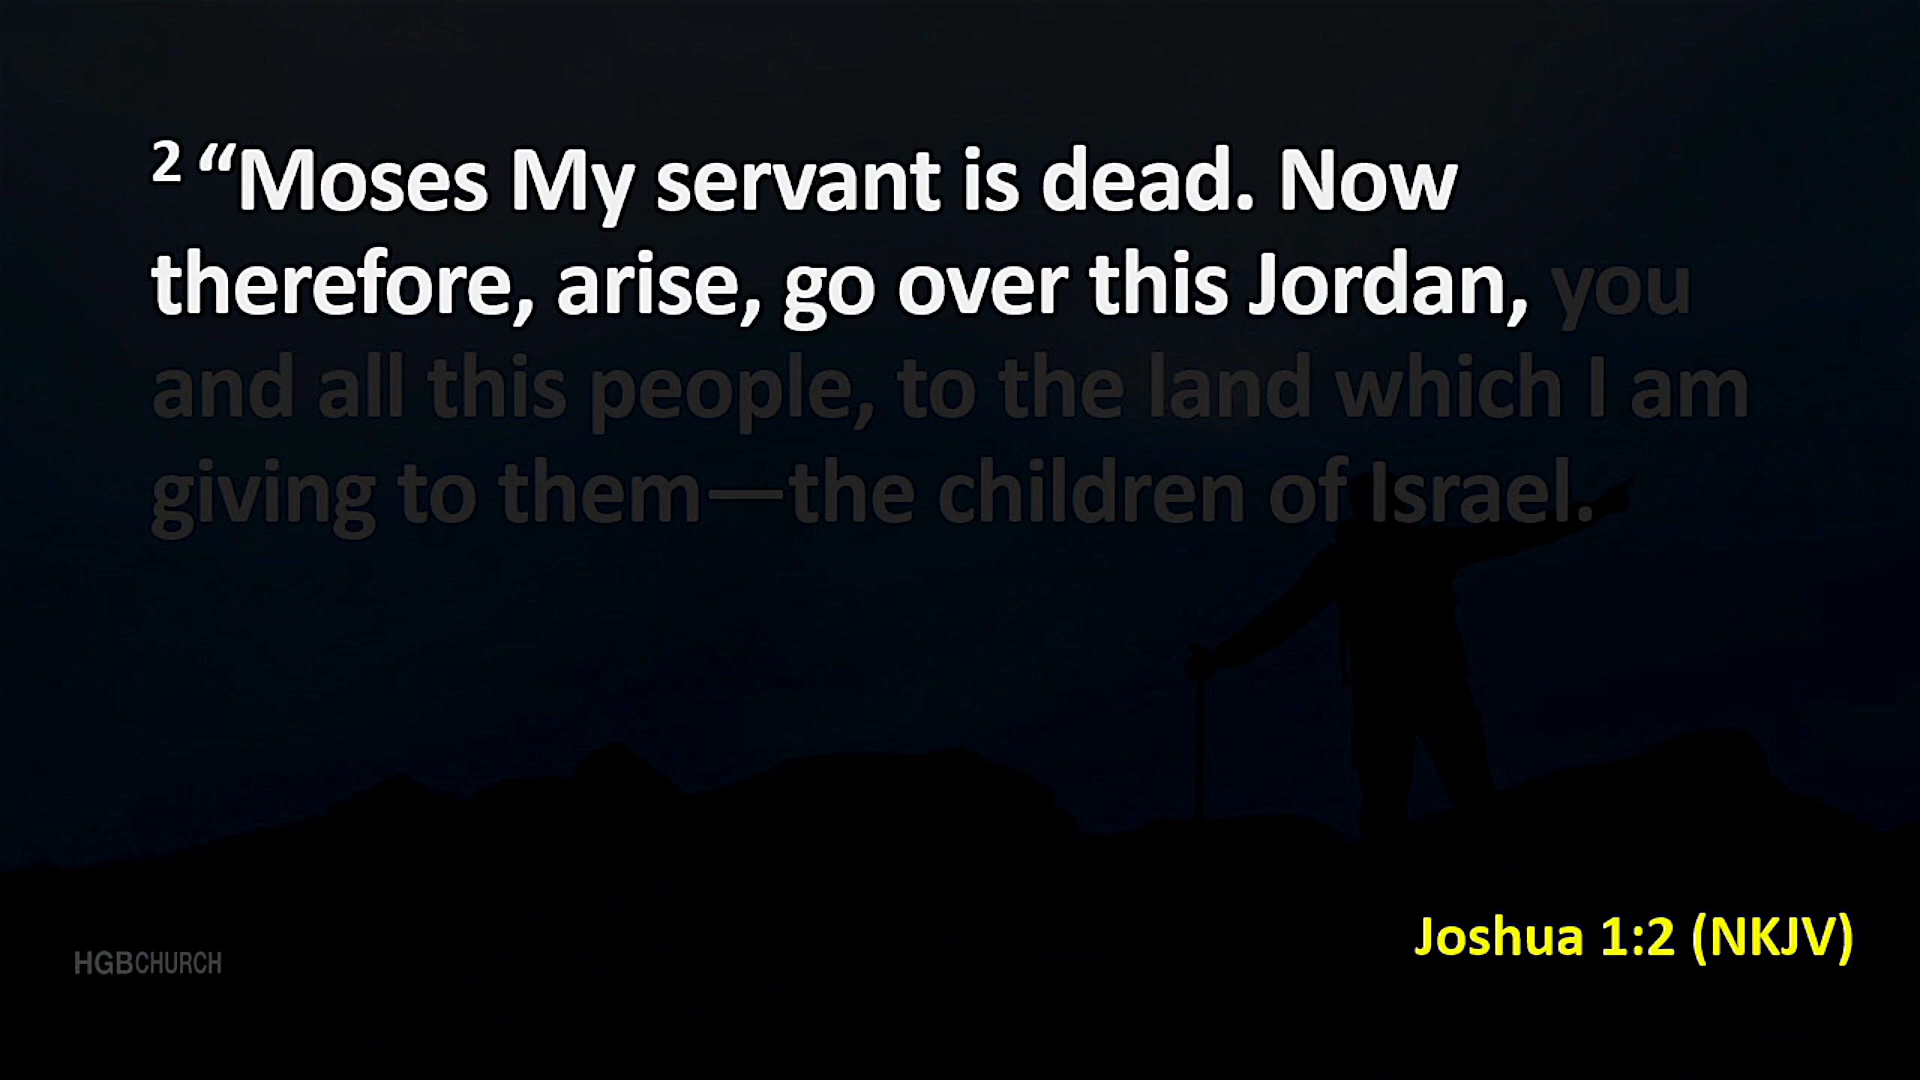 2 “Moses My servant is dead. Now
therefore, arise, go over this Jordan, you
and all this people, to the land which I am
giving to them—the children of Israel.
Joshua 1:2 (NKJV)
HGBCHURCH